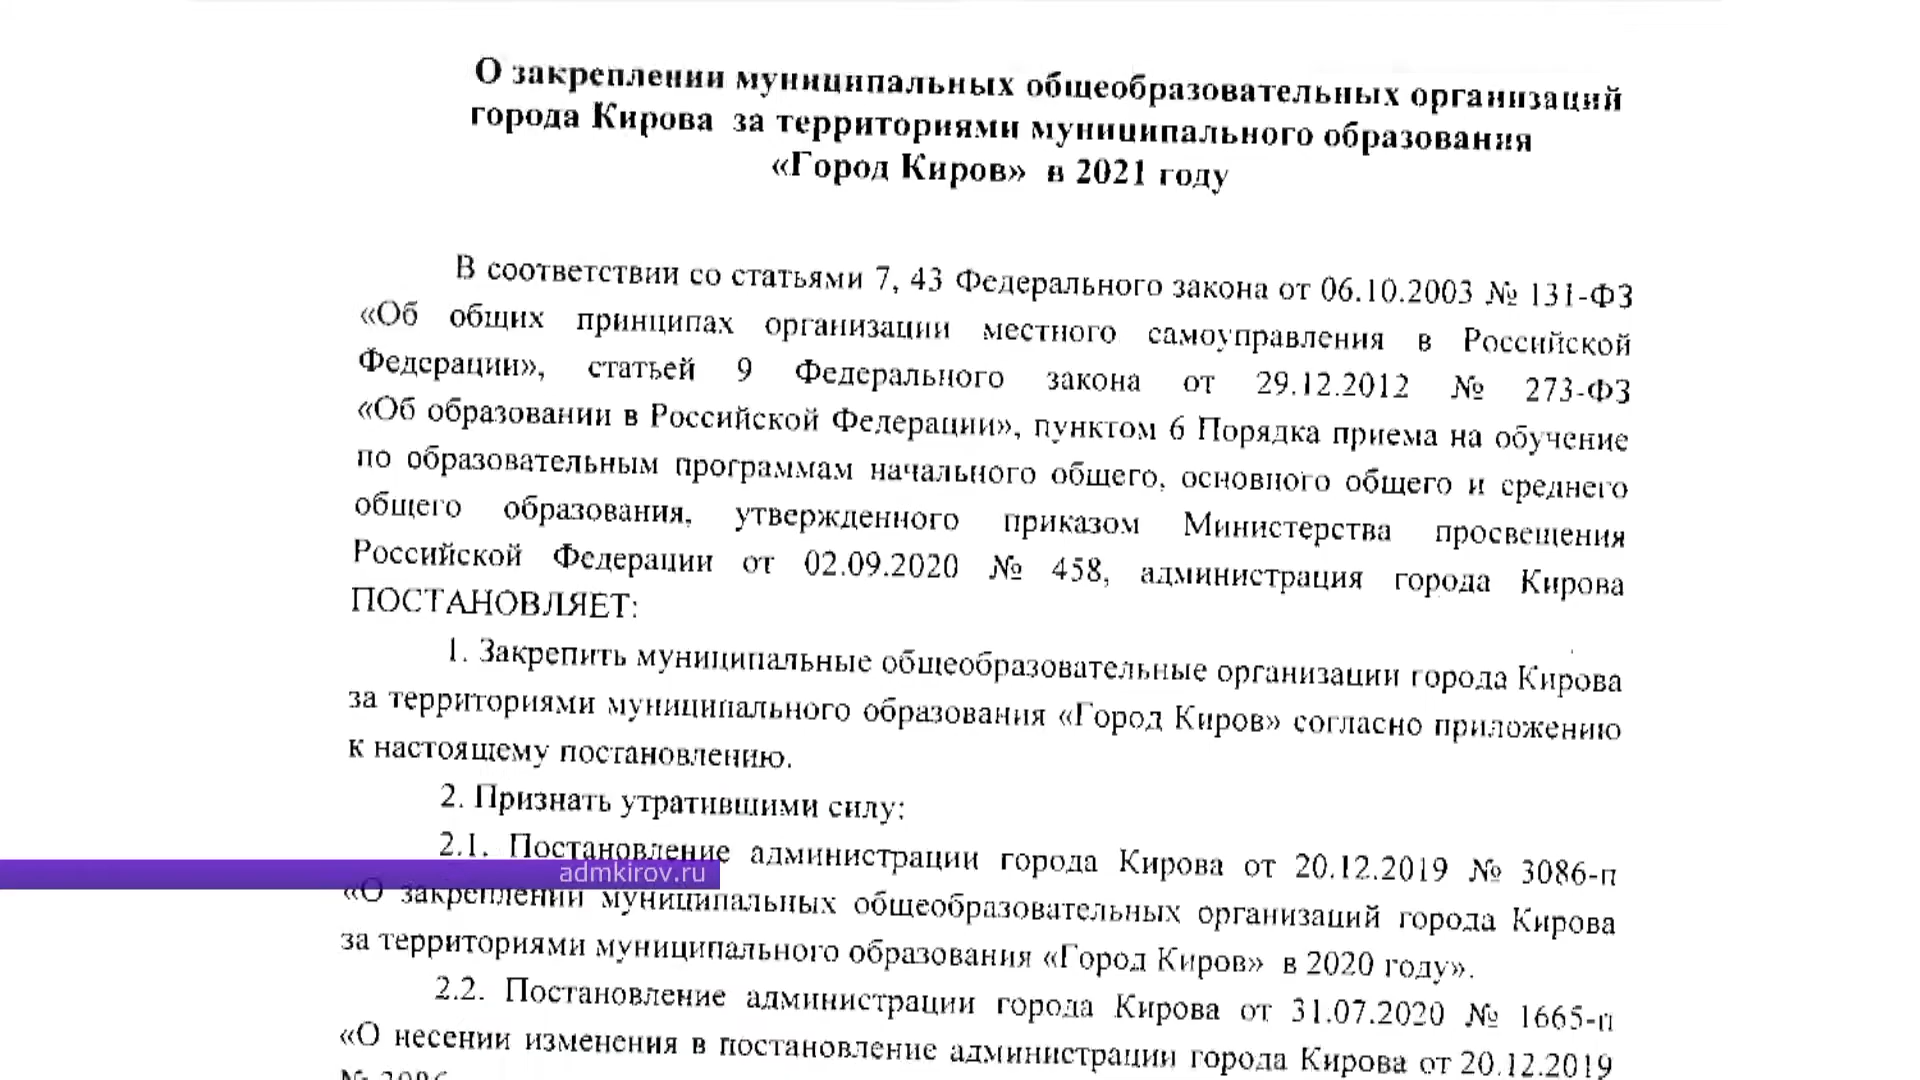 О закреплении муниципальных общеобразовательных организаций
города Кирова за территориями муниципального образования
«Город Киров» в 2021 году
В соответствии со статьями 7, 43 Федерального закона от 06.10.2003 № 131-ФЗ
«Об общих принципах организации местного самоуправления в Российской
Федерации», статьей 9 Федерального закона от 29.12.2012 № 273-ФЗ
«Об образовании в Российской Федерации», пунктом 6 Порядка приема на обучение
по образовательным программам начального общего, основного общего и среднего
общего образования, утвержденного приказом Министерства просвещения
Российской Федерации от 02.09.2020 № 458, администрация города Кирова
ПОСТАНОВЛЯЕТ:
1. Закрепить муниципальные общеобразовательные организации города Кирова
за территориями муниципального образования «Город Киров» согласно приложению
к настоящему постановлению.
2. Признать утратившими силу:
2.1. Постановление администрации города Кирова от 20.12.2019 № 3086-п
admkirov.ru
«О закреплении муниципальных общеобразовательных организаций города Кирова
за территориями муниципального образования «Город Киров» в 2020 году».
2.2. Постановление администрации города Кирова от 31.07.2020 № 1665-п
«О несении изменения в постановление администрации города Кирова от 20.12.2019